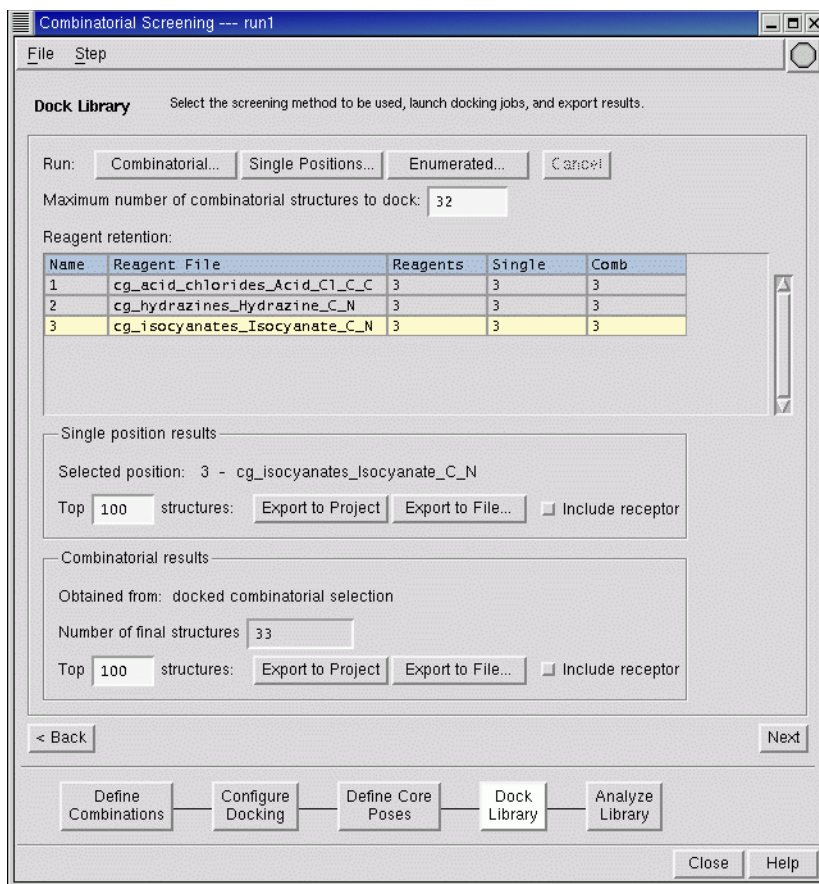 Combinatorial Screening --- run1
File Step
Dock Library Select the screening method to be used, launch docking jobs, and export results.
Run: Combinatorial... Single Positions... Enumerated... Cancel
Maximum number of combinatorial structures to dock: 32
Reagent retention:
Name Reagent File Reagents Single Comb
1 cg_acid_chlorides_Acid_Cl_C_C 3 3 3
2 cg_hydrazines_Hydrazine_C_N 3 3 3
3 cg_isocyanates_Isocyanate_C_N 3 3 3
Single position results
Selected position: 3 - cg_isocyanates_Isocyanate_C_N
Top 100 structures: Export to Project Export to File... Include receptor
Combinatorial results
Obtained from: docked combinatorial selection
Number of final structures 33
Top 100 structures: Export to Project Export to File... Include receptor
< Back Next
Define Combinations Configure Docking Define Core Poses Dock Library Analyze Library
Close Help